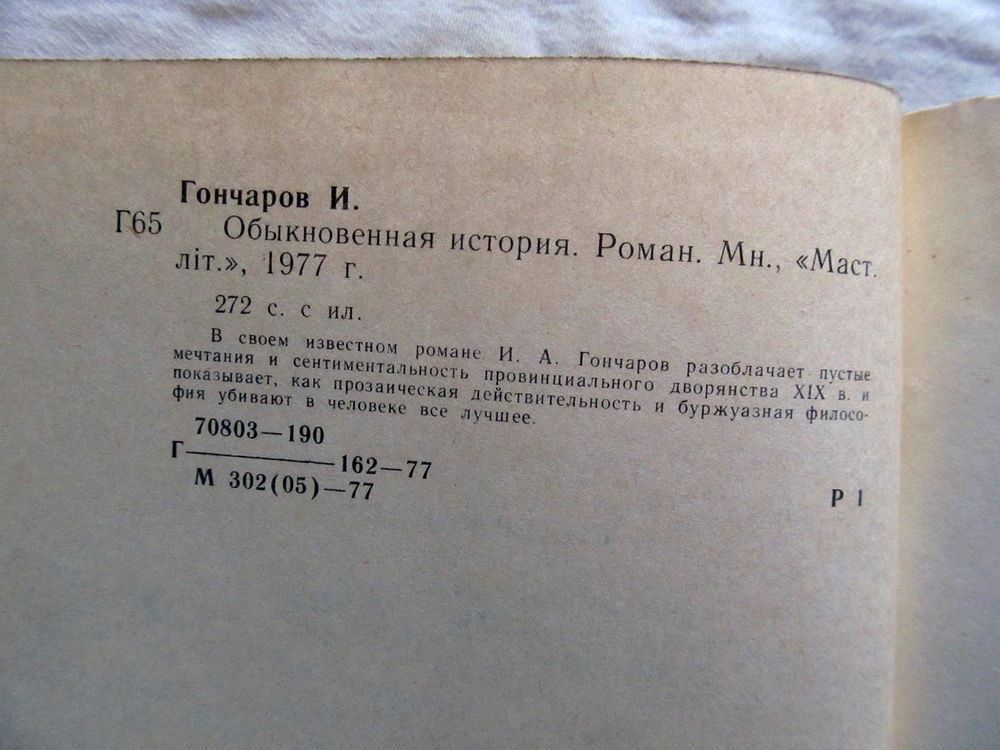 Гончаров И.
Г65 Обыкновенная история. Роман. Мн., «Маст.
літ.», 1977 г.
272 с. с ил.
В своем известном романе И. А. Гончаров разоблачает пустые
мечтания и сентиментальность провинциального дворянства XIX в. и
показывает, как прозаическая действительность и буржуазная филосо-
фия убивают в человеке все лучшее.
70803—190
Г————162—77
М 302(05)—77
Р 1